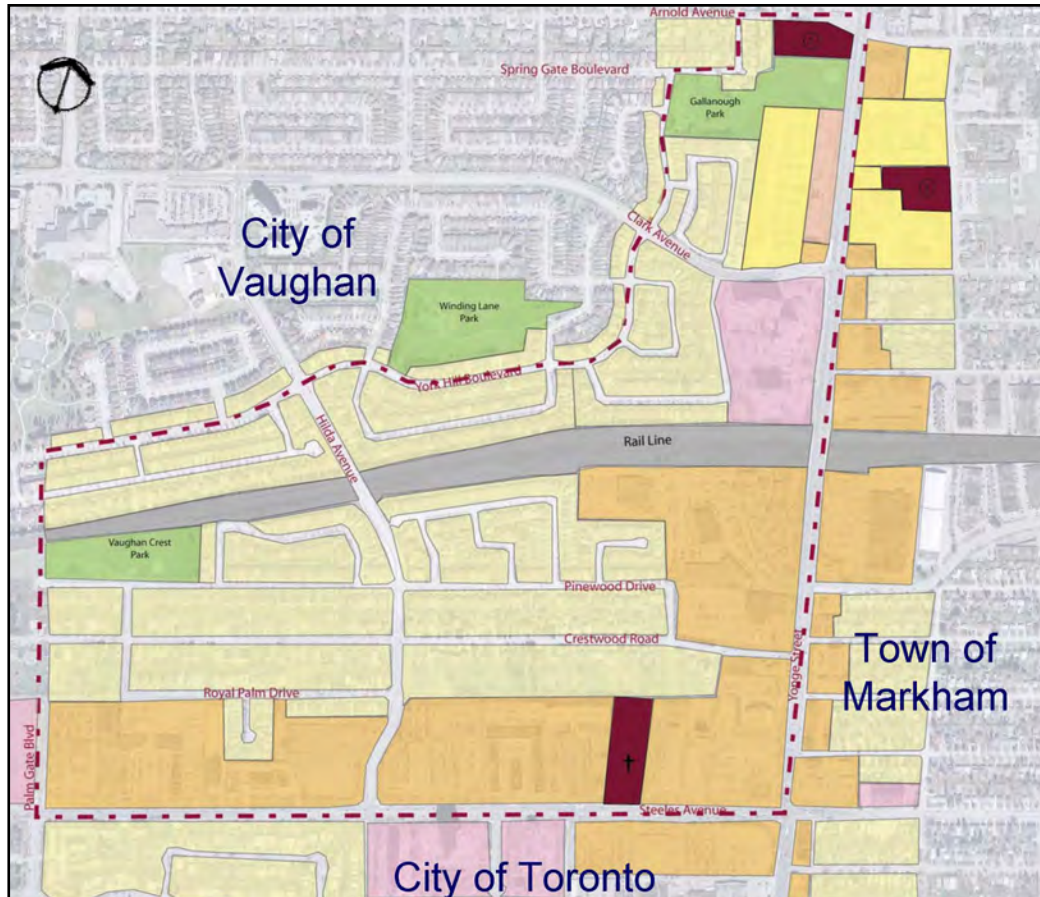 Arnold Avenue
Spring Gate Boulevard
Gallanough
Park
City of
Vaughan
Clark Avenue
Winding Lane
Park
York Hill Boulevard
Hilda Avenue
Rail Line
Vaughan Crest
Park
Pinewood Drive
Crestwood Road
Yonge Street
Town of
Markham
Royal Palm Drive
Palm Gate Blvd
Steeles Avenue
City of Toronto